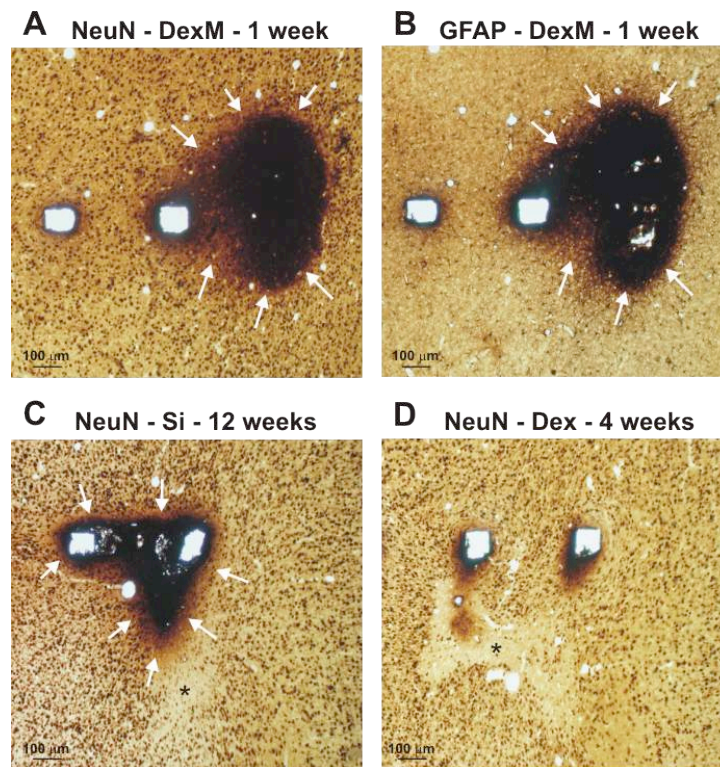 A NeuN - DexM - 1 week
B GFAP - DexM - 1 week
100 μm
100 μm
C NeuN - Si - 12 weeks
D NeuN - Dex - 4 weeks
*
*
100 μm
100 μm